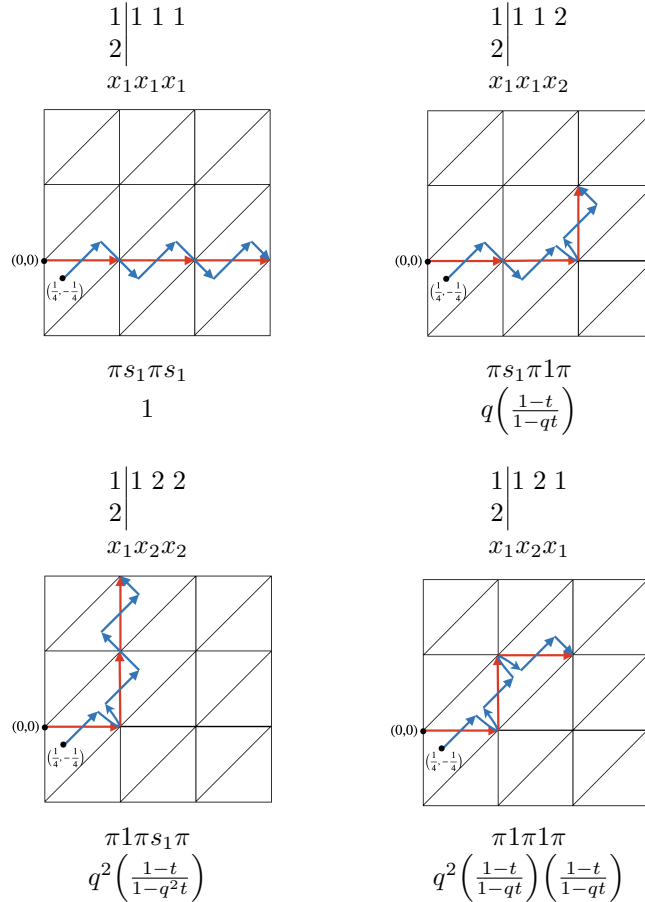 1|1 1 1
2|
x₁x₁x₁
(0,0)
(1/4, -1/4)
πs₁πs₁
1
1|1 1 2
2|
x₁x₁x₂
(0,0)
(1/4, -1/4)
πs₁π1π
q((1−t)/(1−qt))
1|1 2 2
2|
x₁x₂x₂
(0,0)
(1/4, -1/4)
π1πs₁π
q²((1−t)/(1−q²t))
1|1 2 1
2|
x₁x₂x₁
(0,0)
(1/4, -1/4)
π1π1π
q²((1−t)/(1−qt))((1−t)/(1−qt))